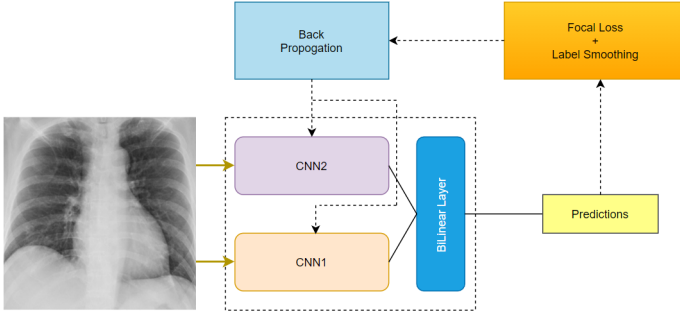 Back
Propogation
Focal Loss
+
Label Smoothing
CNN2
BiLinear Layer
Predictions
CNN1